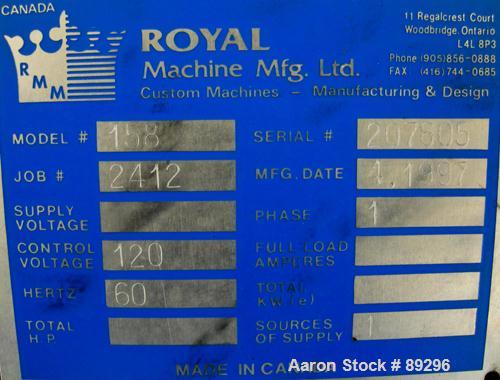 CANADA
RMM
ROYAL
Machine Mfg. Ltd.
Custom Machines – Manufacturing & Design
11 Regalcrest Court
Woodbridge, Ontario
L4L 8P3
Phone (905)856-0888
FAX (416)744-0685
MODEL # 158 SERIAL # 207505
JOB # 2412 MFG. DATE 4,1997
SUPPLY VOLTAGE PHASE 1
CONTROL VOLTAGE 120 FULL LOAD AMPERES
HERTZ 60 TOTAL K.W.(e)
TOTAL H.P. SOURCES OF SUPPLY 1
MADE IN CANADA
Aaron Stock # 89296